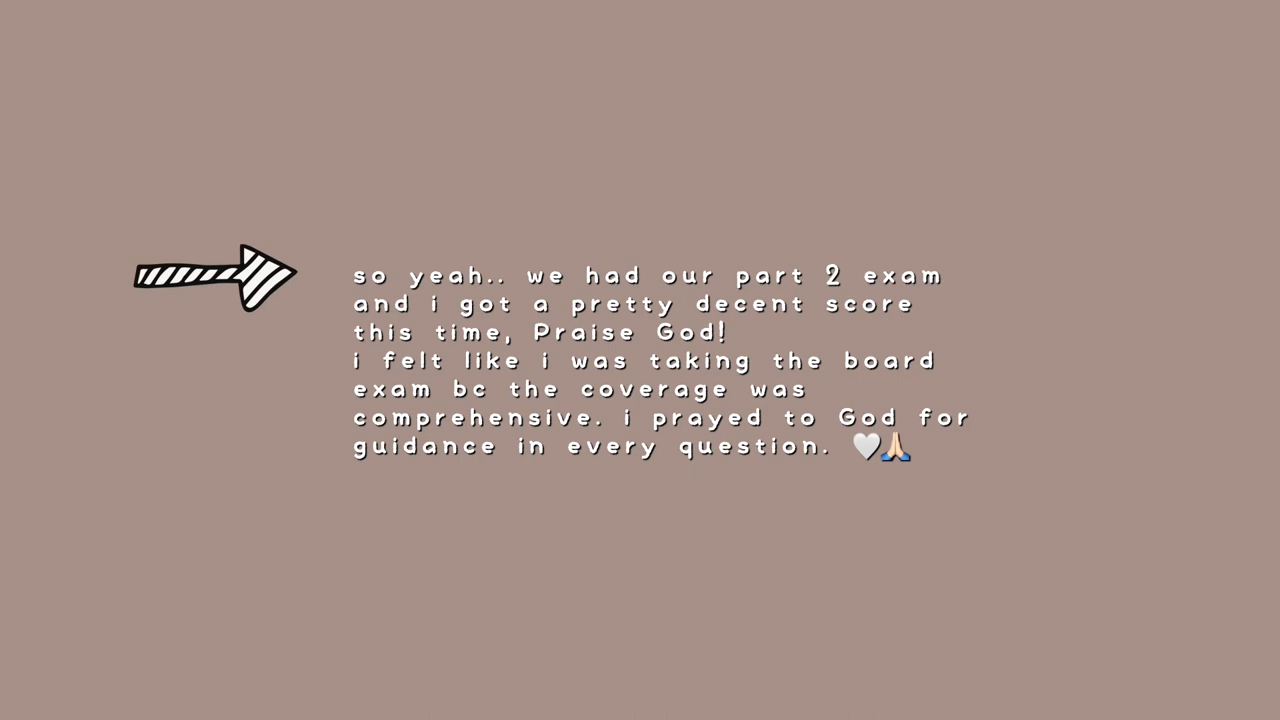 so yeah.. we had our part 2 exam
and i got a pretty decent score
this time, Praise God!
i felt like i was taking the board
exam bc the coverage was
comprehensive. i prayed to God for
guidance in every question. 🤍🙏🏻